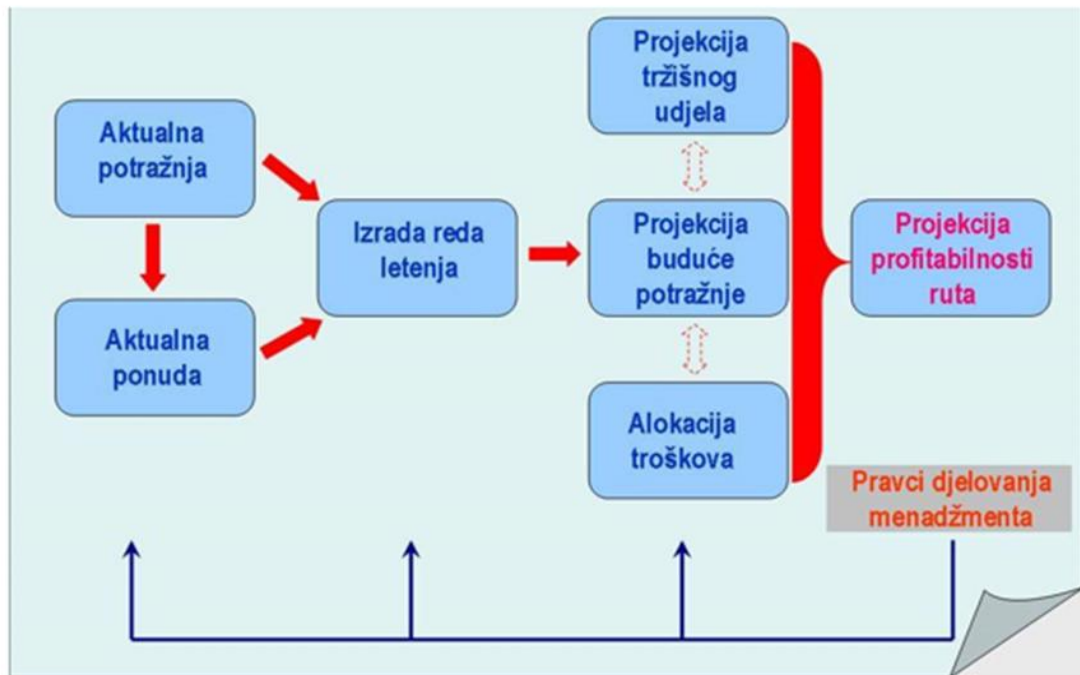 Aktualna
potražnja
Aktualna
ponuda
Izrada reda
letenja
Projekcija
tržišnog
udjela
Projekcija
buduće
potražnje
Alokacija
troškova
Projekcija
profitabilnosti
ruta
Pravci djelovanja
menadžmenta